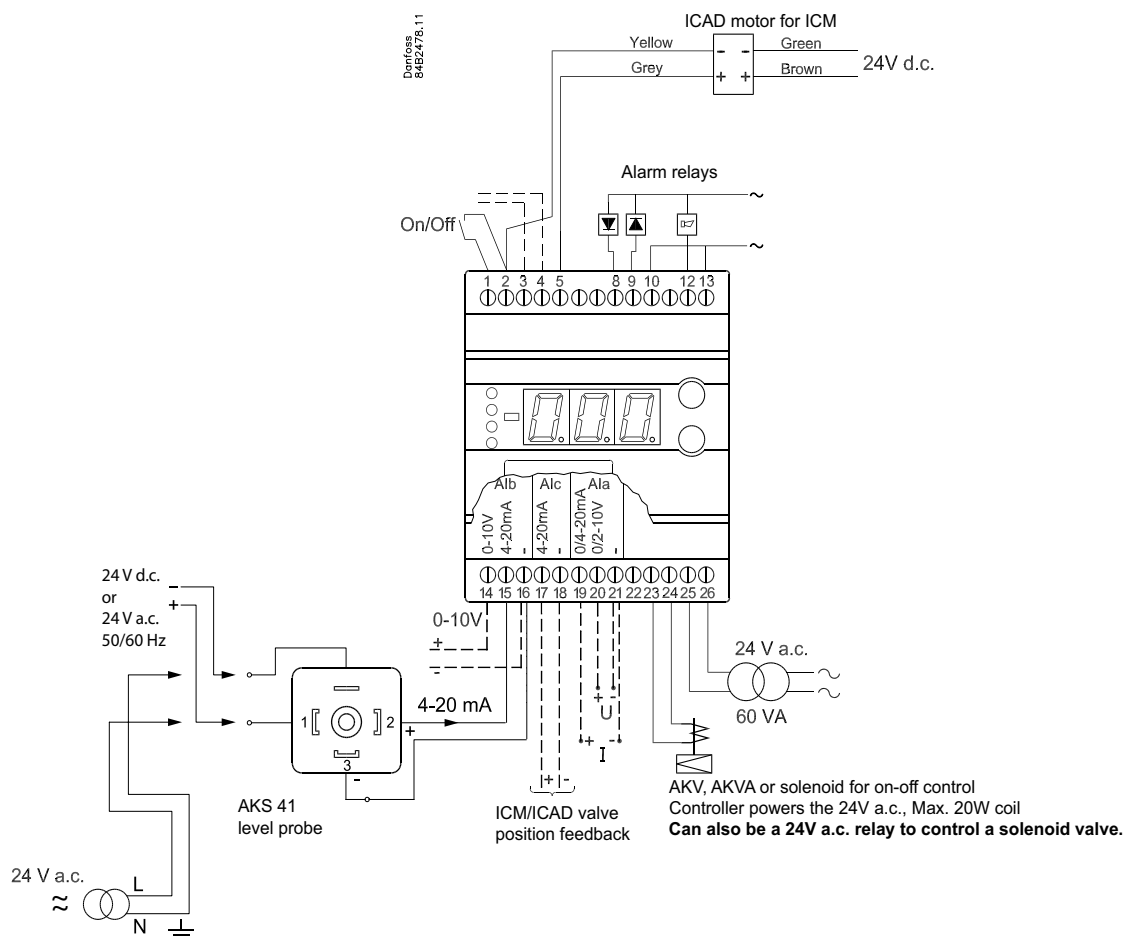 ICAD motor for ICM
Danfoss
84B2478.11
Yellow
Green
Grey
Brown
24V d.c.
- -
+ +
Alarm relays
~
On/Off
~
1 2 3 4 5 8 9 10 12 13
AIb AIc AIa
0-10V
4-20mA
-
4-20mA
-
0/4-20mA
0/2-10V
-
14 15 16 17 18 19 20 21 22 23 24 25 26
24 V d.c.
or
24 V a.c.
50/60 Hz
-
+
0-10V
+
-
4-20 mA
1
2
3
+
-
+ -
U
+ -
I
+ -
24 V a.c.
60 VA
AKS 41
level probe
ICM/ICAD valve
position feedback
AKV, AKVA or solenoid for on-off control
Controller powers the 24V a.c., Max. 20W coil
Can also be a 24V a.c. relay to control a solenoid valve.
24 V a.c.
≈
L
N